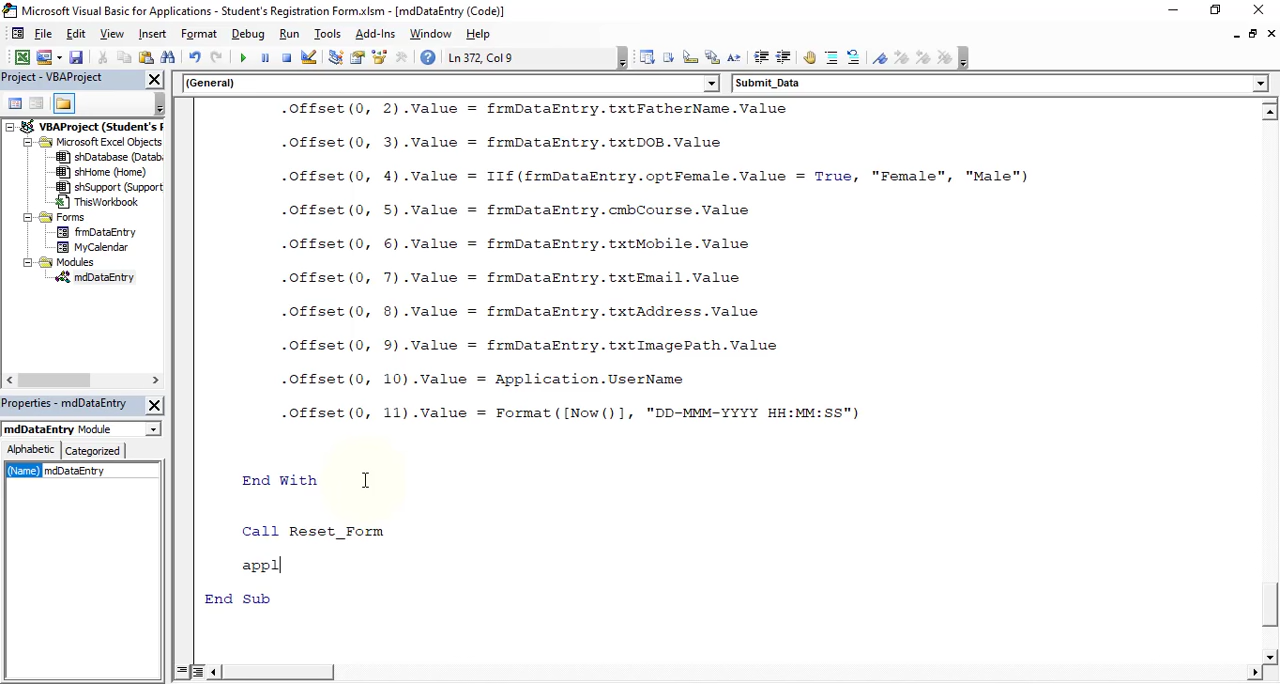 Microsoft Visual Basic for Applications - Student's Registration Form.xlsm - [mdDataEntry (Code)]
File Edit View Insert Format Debug Run Tools Add-Ins Window Help
Ln 372, Col 9
Project - VBAProject
(General)
Submit_Data
VBAProject (Student's
Microsoft Excel Objects
shDatabase (Datab
shHome (Home)
shSupport (Support
ThisWorkbook
Forms
frmDataEntry
MyCalendar
Modules
mdDataEntry
Properties - mdDataEntry
mdDataEntry Module
Alphabetic Categorized
(Name) mdDataEntry
.Offset(0, 2).Value = frmDataEntry.txtFatherName.Value
.Offset(0, 3).Value = frmDataEntry.txtDOB.Value
.Offset(0, 4).Value = IIf(frmDataEntry.optFemale.Value = True, "Female", "Male")
.Offset(0, 5).Value = frmDataEntry.cmbCourse.Value
.Offset(0, 6).Value = frmDataEntry.txtMobile.Value
.Offset(0, 7).Value = frmDataEntry.txtEmail.Value
.Offset(0, 8).Value = frmDataEntry.txtAddress.Value
.Offset(0, 9).Value = frmDataEntry.txtImagePath.Value
.Offset(0, 10).Value = Application.UserName
.Offset(0, 11).Value = Format([Now()], "DD-MMM-YYYY HH:MM:SS")
End With
Call Reset_Form
appl
End Sub